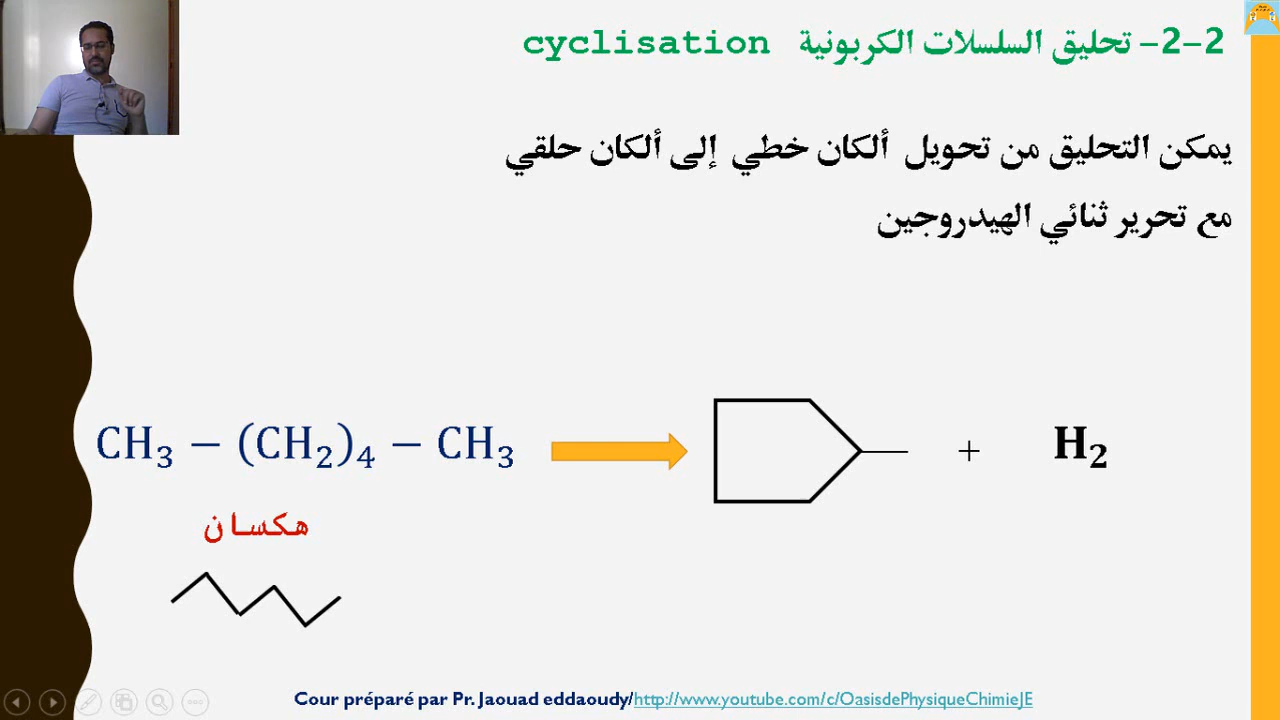 2-2- تحليق السلسلات الكربونية cyclisation
يمكن التحليق من تحويل ألكان خطي إلى ألكان حلقي
مع تحرير ثنائي الهيدروجين
CH₃ − (CH₂)₄ − CH₃ + H₂
هكسان
Cour préparé par Pr. Jaouad eddaoudy/http://www.youtube.com/c/OasisdePhysiqueChimieJE